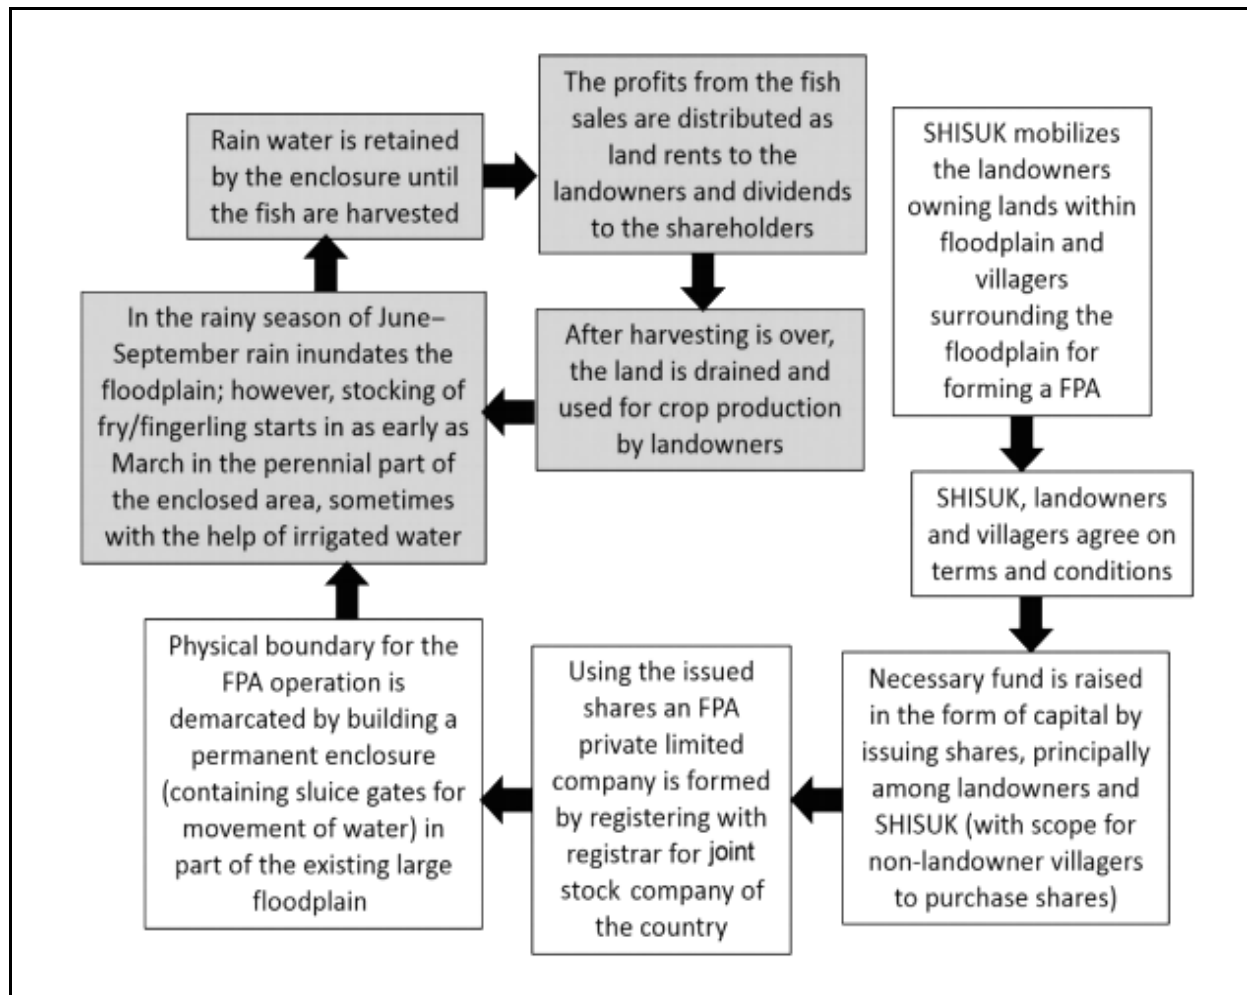 Rain water is retained
by the enclosure until
the fish are harvested
The profits from the fish
sales are distributed as
land rents to the
landowners and dividends
to the shareholders
SHISUK mobilizes
the landowners
owning lands within
floodplain and
villagers
surrounding the
floodplain for
forming a FPA
In the rainy season of June–
September rain inundates the
floodplain; however, stocking of
fry/fingerling starts in as early as
March in the perennial part of
the enclosed area, sometimes
with the help of irrigated water
After harvesting is over,
the land is drained and
used for crop production
by landowners
SHISUK, landowners
and villagers agree on
terms and conditions
Physical boundary for the
FPA operation is
demarcated by building a
permanent enclosure
(containing sluice gates for
movement of water) in
part of the existing large
floodplain
Using the issued
shares an FPA
private limited
company is formed
by registering with
registrar for joint
stock company of
the country
Necessary fund is raised
in the form of capital by
issuing shares, principally
among landowners and
SHISUK (with scope for
non-landowner villagers
to purchase shares)